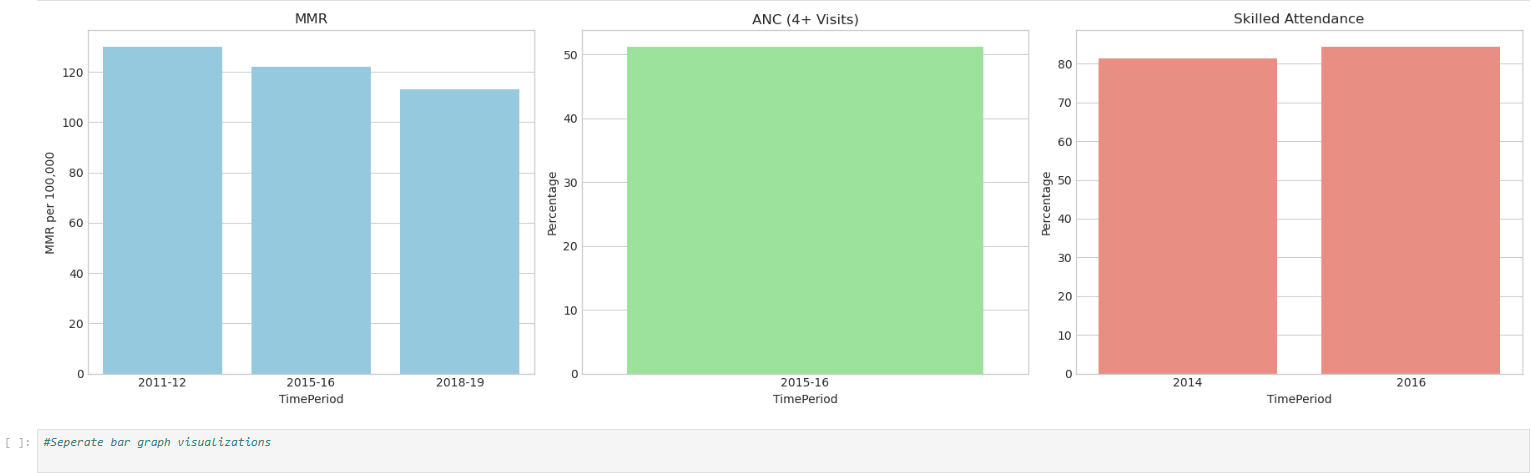 MMR
MMR per 100,000
120
100
80
60
40
20
0
2011-12
2015-16
2018-19
TimePeriod
ANC (4+ Visits)
Percentage
50
40
30
20
10
0
2015-16
TimePeriod
Skilled Attendance
Percentage
80
70
60
50
40
30
20
10
0
2014
2016
TimePeriod
[ ]:
#Seperate bar graph visualizations